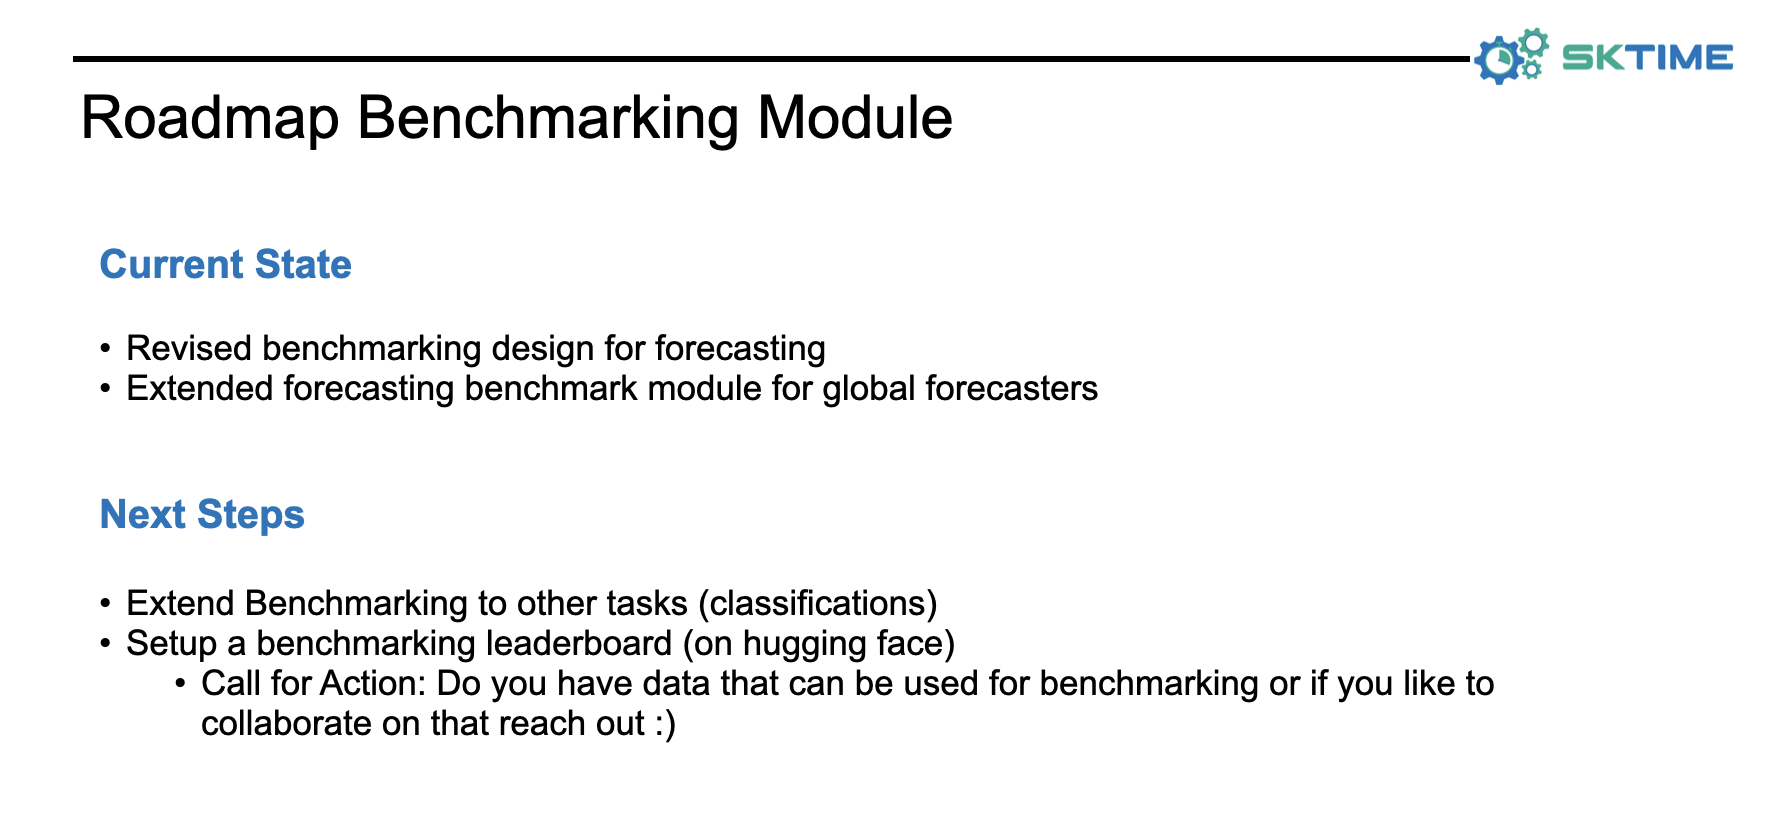 SKTIME
Roadmap Benchmarking Module
Current State
• Revised benchmarking design for forecasting
• Extended forecasting benchmark module for global forecasters
Next Steps
• Extend Benchmarking to other tasks (classifications)
• Setup a benchmarking leaderboard (on hugging face)
• Call for Action: Do you have data that can be used for benchmarking or if you like to
collaborate on that reach out :)